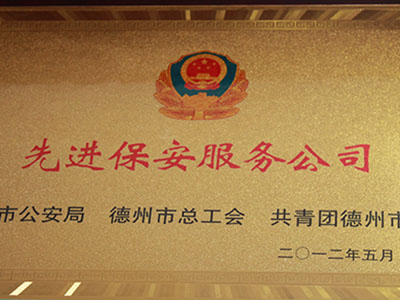 先进保安服务公司
市公安局 德州市总工会 共青团德州市
二〇一二年五月